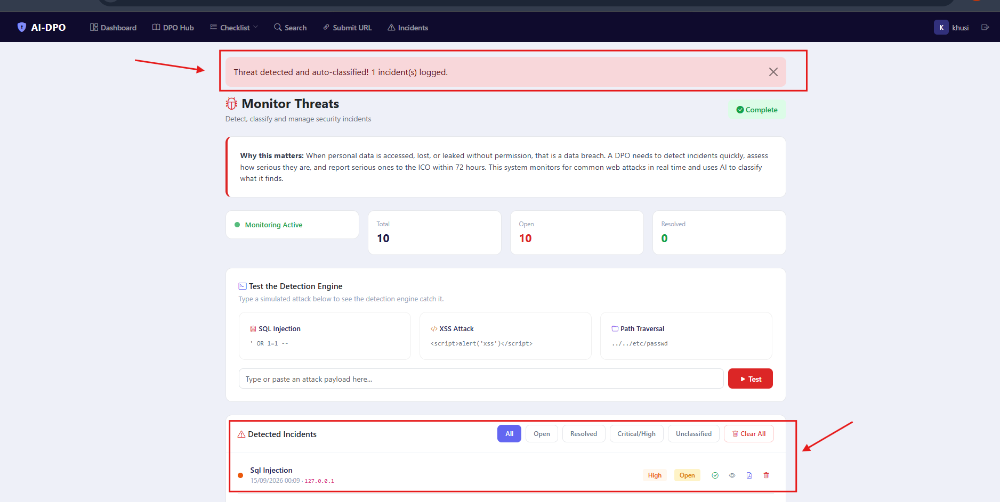 AI-DPO Dashboard DPO Hub Checklist Search Submit URL Incidents K khusi
Threat detected and auto-classified! 1 incident(s) logged.
Monitor Threats
Complete
Detect, classify and manage security incidents
Why this matters: When personal data is accessed, lost, or leaked without permission, that is a data breach. A DPO needs to detect incidents quickly, assess
how serious they are, and report serious ones to the ICO within 72 hours. This system monitors for common web attacks in real time and uses AI to classify
what it finds.
Monitoring Active
Total
10
Open
10
Resolved
0
Test the Detection Engine
Type a simulated attack below to see the detection engine catch it.
SQL Injection
' OR 1=1 --
XSS Attack
<script>alert('xss')</script>
Path Traversal
../../etc/passwd
Type or paste an attack payload here...
Test
Detected Incidents
All Open Resolved Critical/High Unclassified Clear All
Sql Injection
15/09/2026 00:09 · 127.0.0.1
High Open